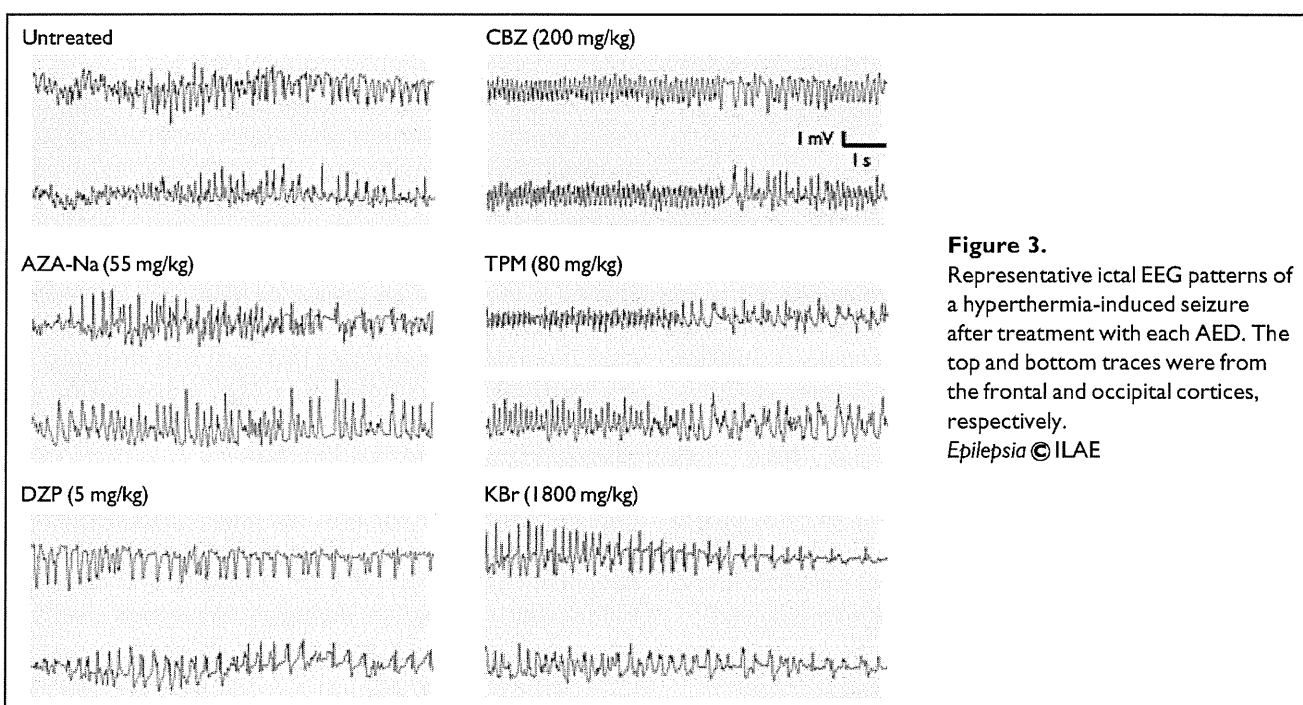 Untreated
CBZ (200 mg/kg)
1 mV
1 s
AZA-Na (55 mg/kg)
TPM (80 mg/kg)
DZP (5 mg/kg)
KBr (1800 mg/kg)
Figure 3.
Representative ictal EEG patterns of
a hyperthermia-induced seizure
after treatment with each AED. The
top and bottom traces were from
the frontal and occipital cortices,
respectively.
Epilepsia © ILAE